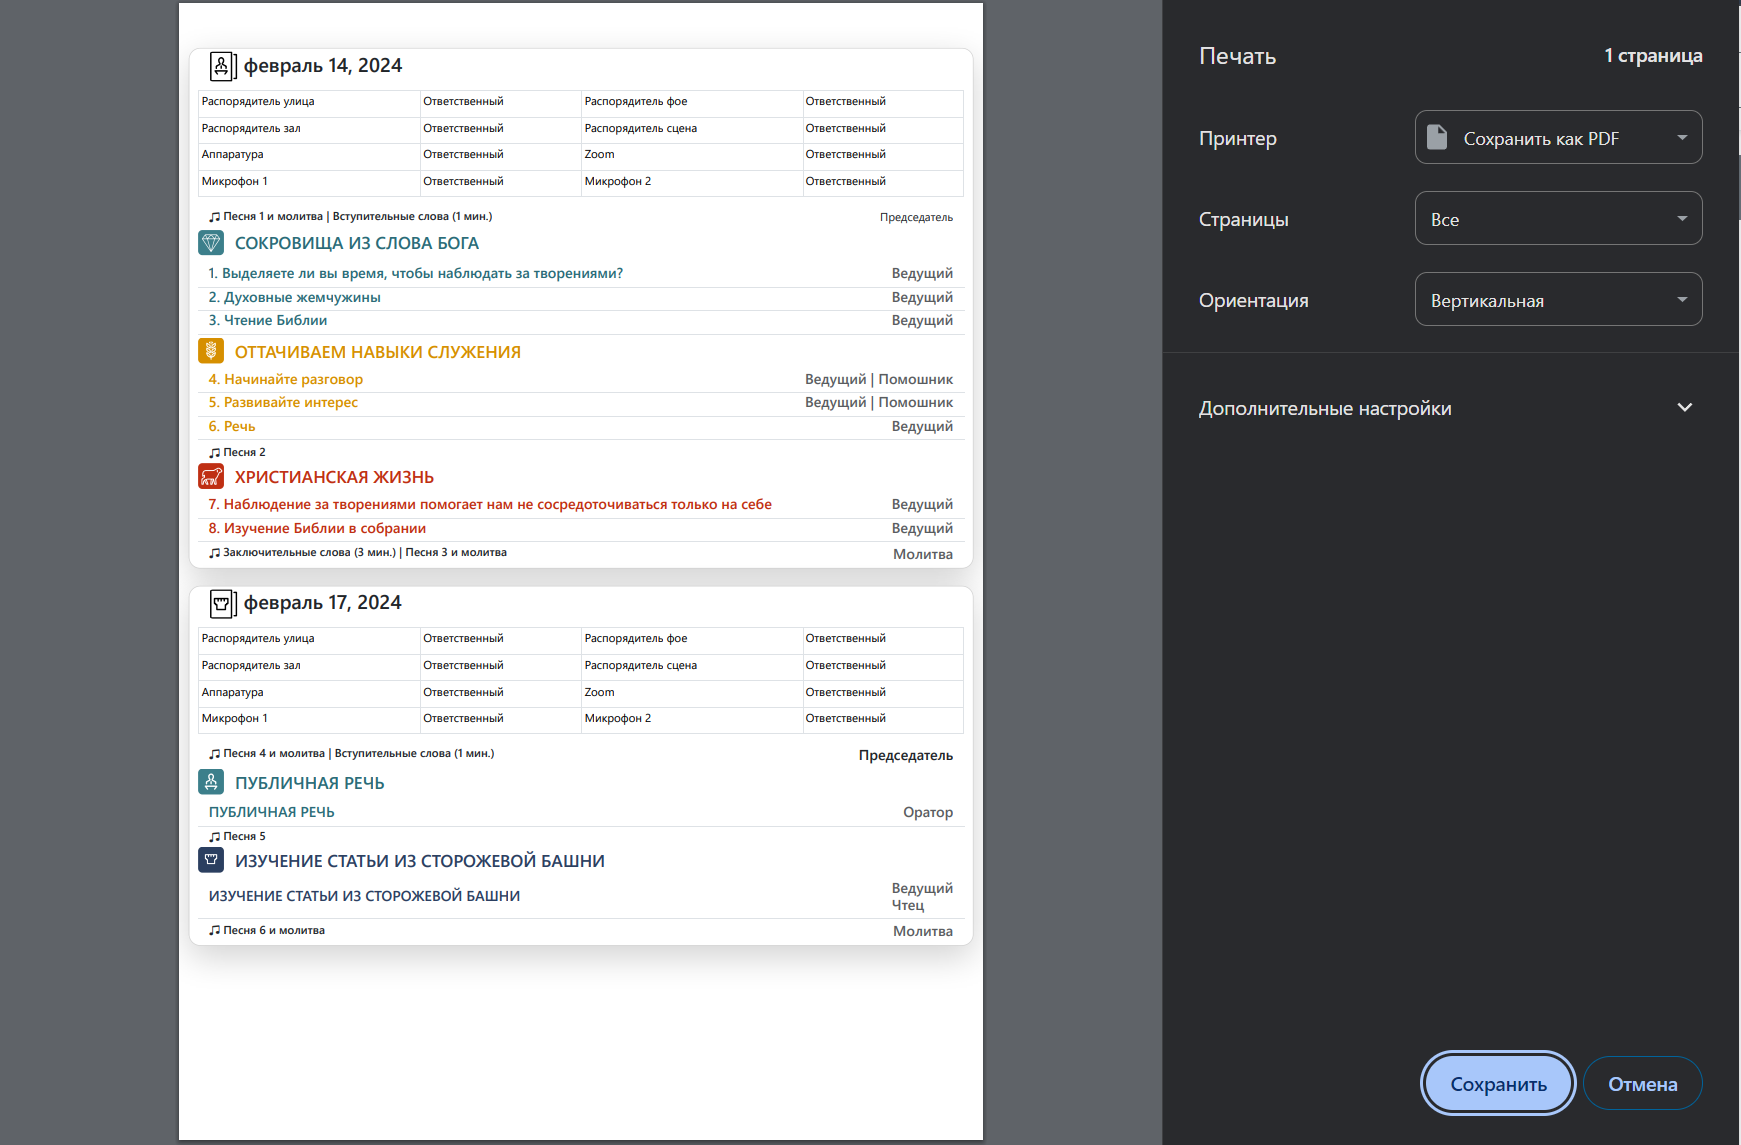 февраль 14, 2024
Распорядитель улица Ответственный Распорядитель фое Ответственный
Распорядитель зал Ответственный Распорядитель сцена Ответственный
Аппаратура Ответственный Zoom Ответственный
Микрофон 1 Ответственный Микрофон 2 Ответственный
Песня 1 и молитва | Вступительные слова (1 мин.) Председатель
СОКРОВИЩА ИЗ СЛОВА БОГА
1. Выделяете ли вы время, чтобы наблюдать за творениями? Ведущий
2. Духовные жемчужины Ведущий
3. Чтение Библии Ведущий
ОТТАЧИВАЕМ НАВЫКИ СЛУЖЕНИЯ
4. Начинайте разговор Ведущий | Помошник
5. Развивайте интерес Ведущий | Помошник
6. Речь Ведущий
Песня 2
ХРИСТИАНСКАЯ ЖИЗНЬ
7. Наблюдение за творениями помогает нам не сосредоточиваться только на себе Ведущий
8. Изучение Библии в собрании Ведущий
Заключительные слова (3 мин.) | Песня 3 и молитва Молитва
февраль 17, 2024
Распорядитель улица Ответственный Распорядитель фое Ответственный
Распорядитель зал Ответственный Распорядитель сцена Ответственный
Аппаратура Ответственный Zoom Ответственный
Микрофон 1 Ответственный Микрофон 2 Ответственный
Песня 4 и молитва | Вступительные слова (1 мин.) Председатель
ПУБЛИЧНАЯ РЕЧЬ
ПУБЛИЧНАЯ РЕЧЬ Оратор
Песня 5
ИЗУЧЕНИЕ СТАТЬИ ИЗ СТОРОЖЕВОЙ БАШНИ
ИЗУЧЕНИЕ СТАТЬИ ИЗ СТОРОЖЕВОЙ БАШНИ Ведущий
Чтец
Песня 6 и молитва Молитва
Печать 1 страница
Принтер Сохранить как PDF
Страницы Все
Ориентация Вертикальная
Дополнительные настройки
Сохранить Отмена